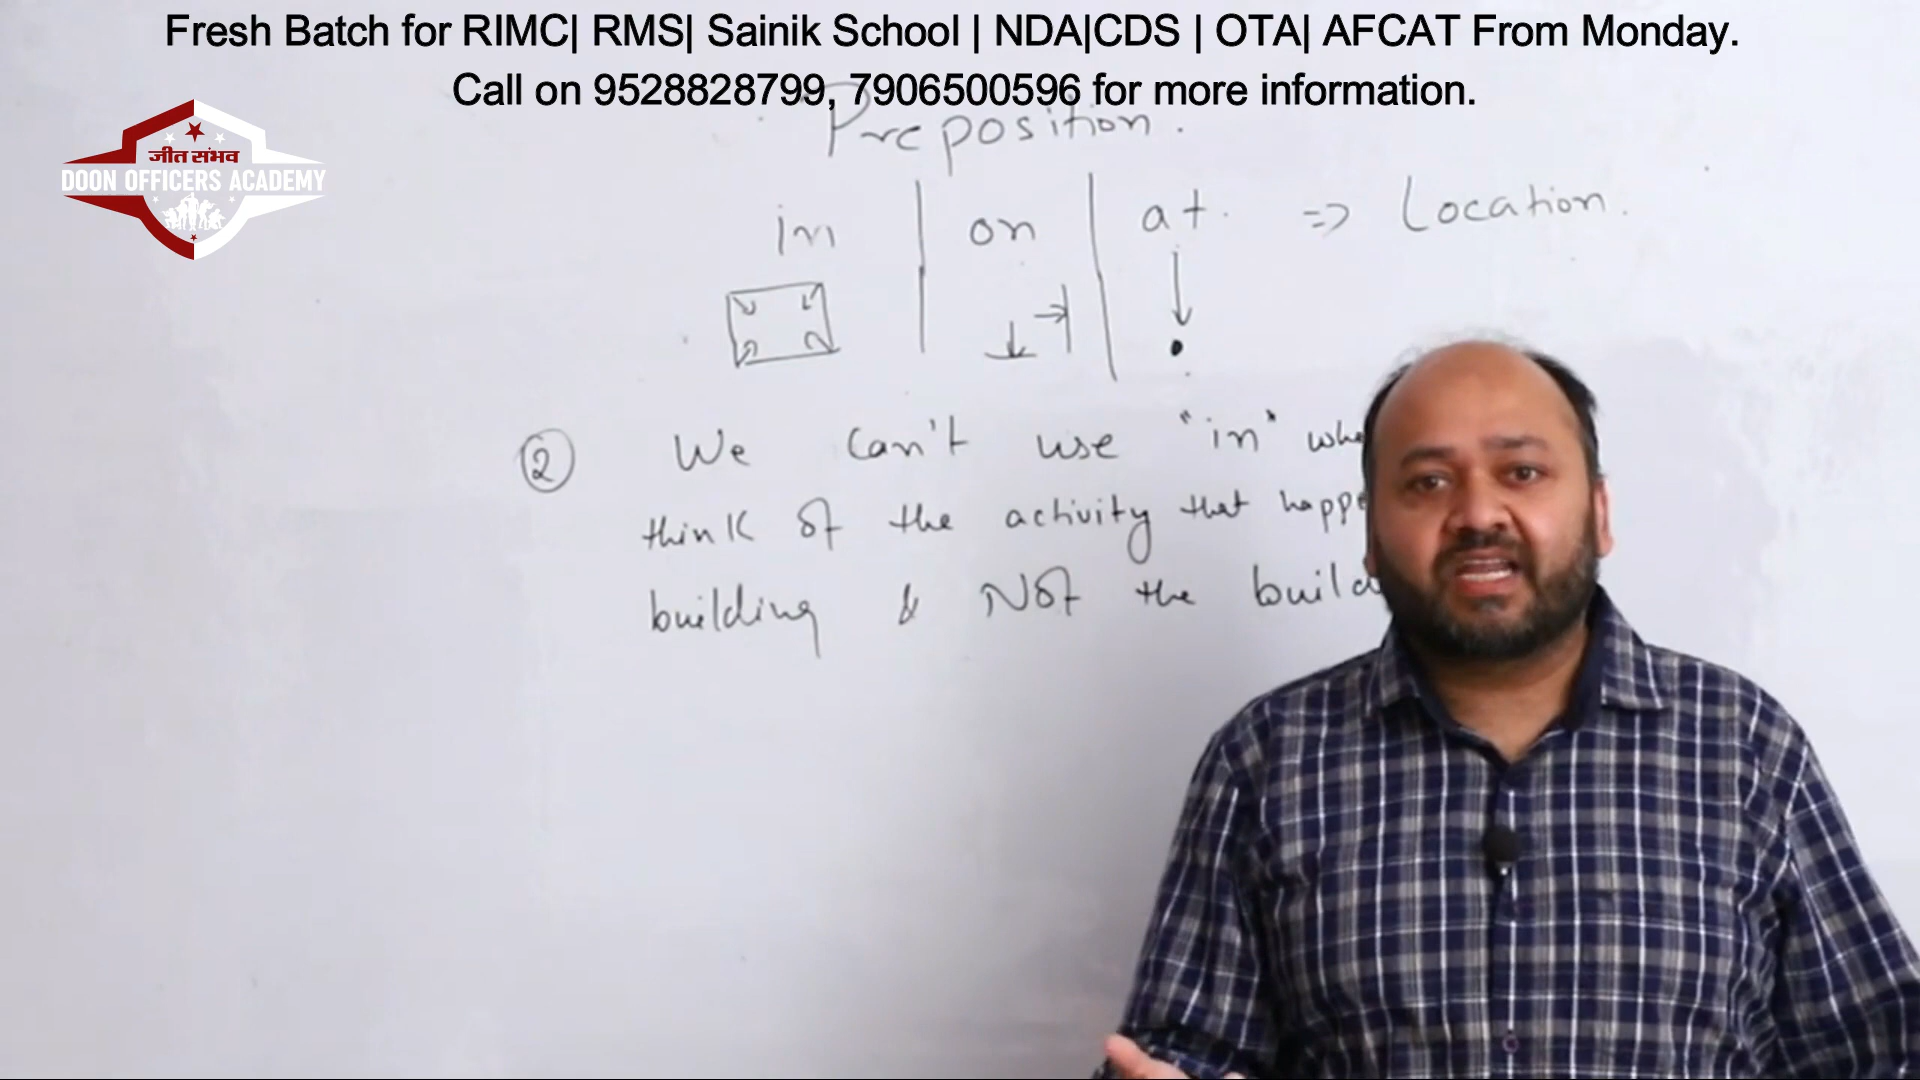 Fresh Batch for RIMC| RMS| Sainik School | NDA|CDS | OTA| AFCAT From Monday.
Call on 9528828799, 7906500596 for more information.
जीत संभव
DOON OFFICERS ACADEMY
Preposition.
in | on | at. => Location.
② We can't use "in" whe
think of the activity that happe
building & Not the build